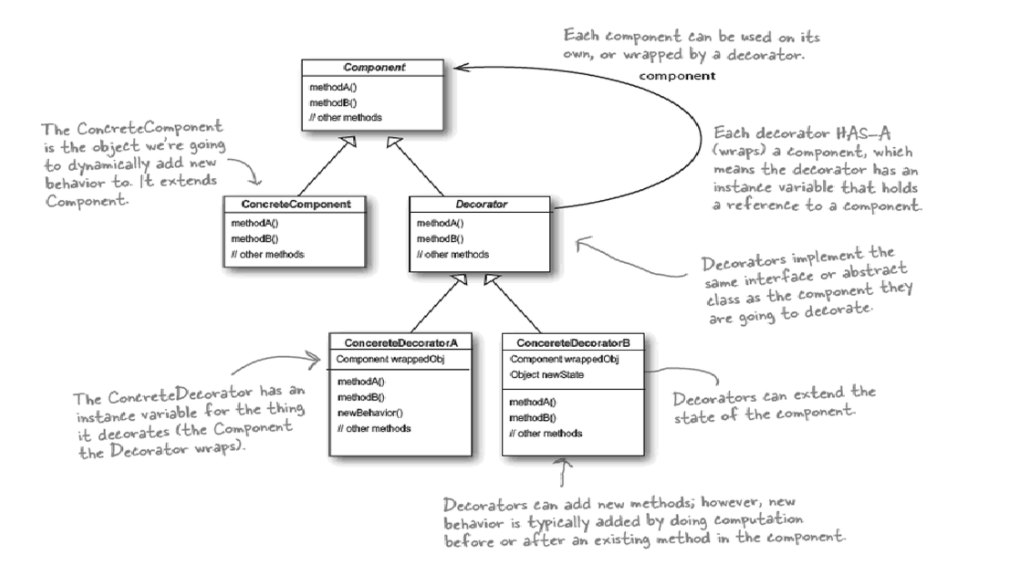 Each component can be used on its
own, or wrapped by a decorator.
component
Component
methodA()
methodB()
// other methods
The ConcreteComponent
is the object we're going
to dynamically add new
behavior to. It extends
Component.
Each decorator HAS-A
(wraps) a component, which
means the decorator has an
instance variable that holds
a reference to a component.
ConcreteComponent
methodA()
methodB()
// other methods
Decorator
methodA()
methodB()
// other methods
Decorators implement the
same interface or abstract
class as the component they
are going to decorate.
ConcereteDecoratorA
Component wrappedObj
methodA()
methodB()
newBehavior()
// other methods
ConcereteDecoratorB
Component wrappedObj
Object newState
methodA()
methodB()
// other methods
The ConcreteDecorator has an
instance variable for the thing
it decorates (the Component
the Decorator wraps).
Decorators can extend the
state of the component.
Decorators can add new methods; however, new
behavior is typically added by doing computation
before or after an existing method in the component.